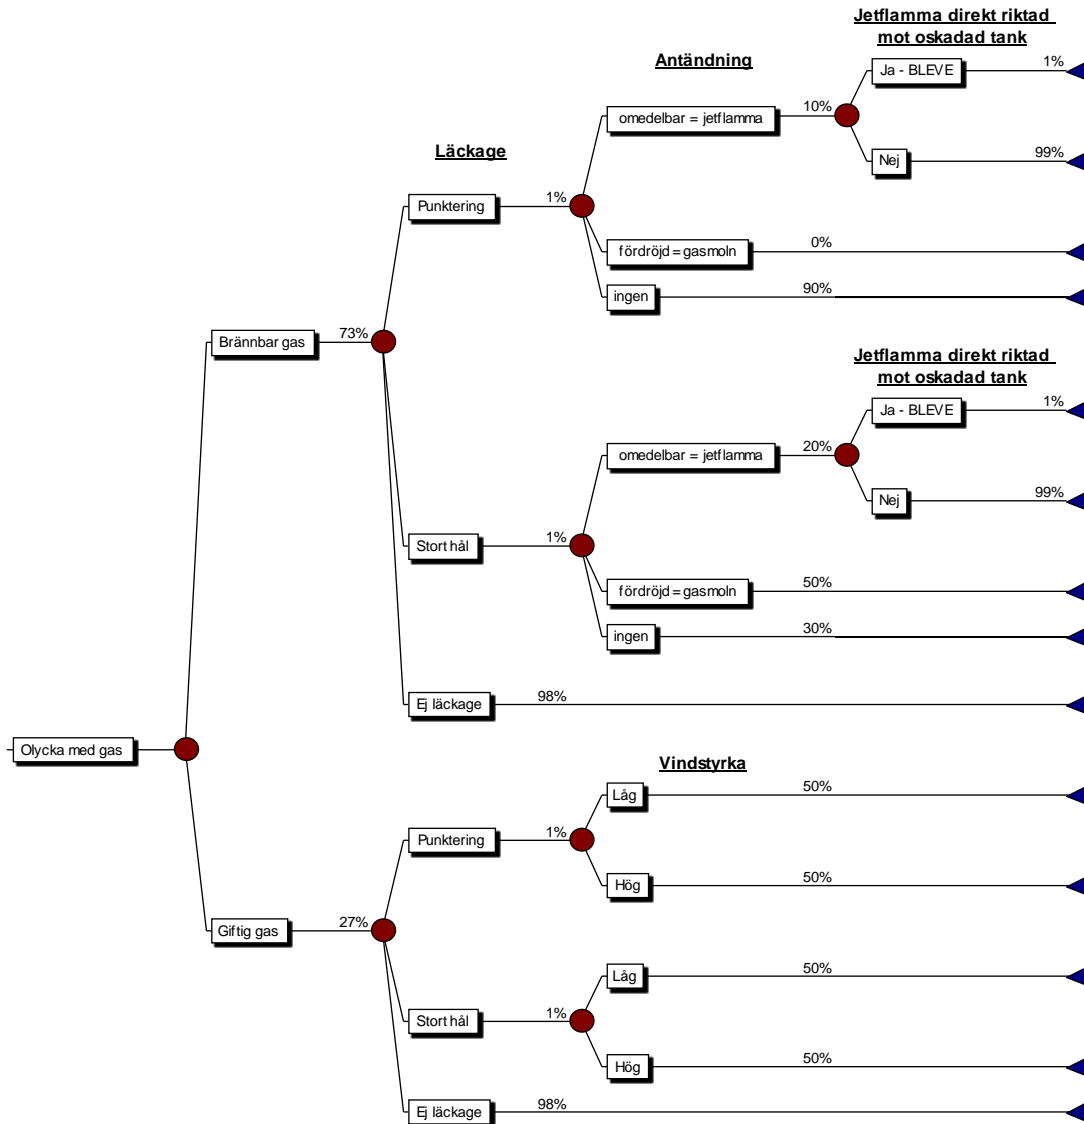 Jetflamma direkt riktad
mot oskadad tank
Antändning
Ja - BLEVE
1%
omedelbar = jetflamma
10%
Läckage
Nej
99%
Punktering
1%
fördröjd = gasmoln
0%
ingen
90%
Brännbar gas
73%
Jetflamma direkt riktad
mot oskadad tank
Ja - BLEVE
1%
omedelbar = jetflamma
20%
Nej
99%
Stort hål
1%
fördröjd = gasmoln
50%
ingen
30%
Ej läckage
98%
Olycka med gas
Vindstyrka
Låg
50%
Punktering
1%
Hög
50%
Giftig gas
27%
Låg
50%
Stort hål
1%
Hög
50%
Ej läckage
98%